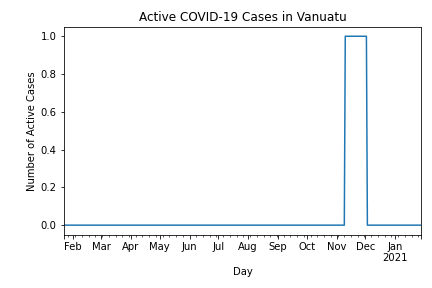 Active COVID-19 Cases in Vanuatu
Number of Active Cases
1.0
0.8
0.6
0.4
0.2
0.0
Feb Mar Apr May Jun Jul Aug Sep Oct Nov Dec Jan
2021
Day